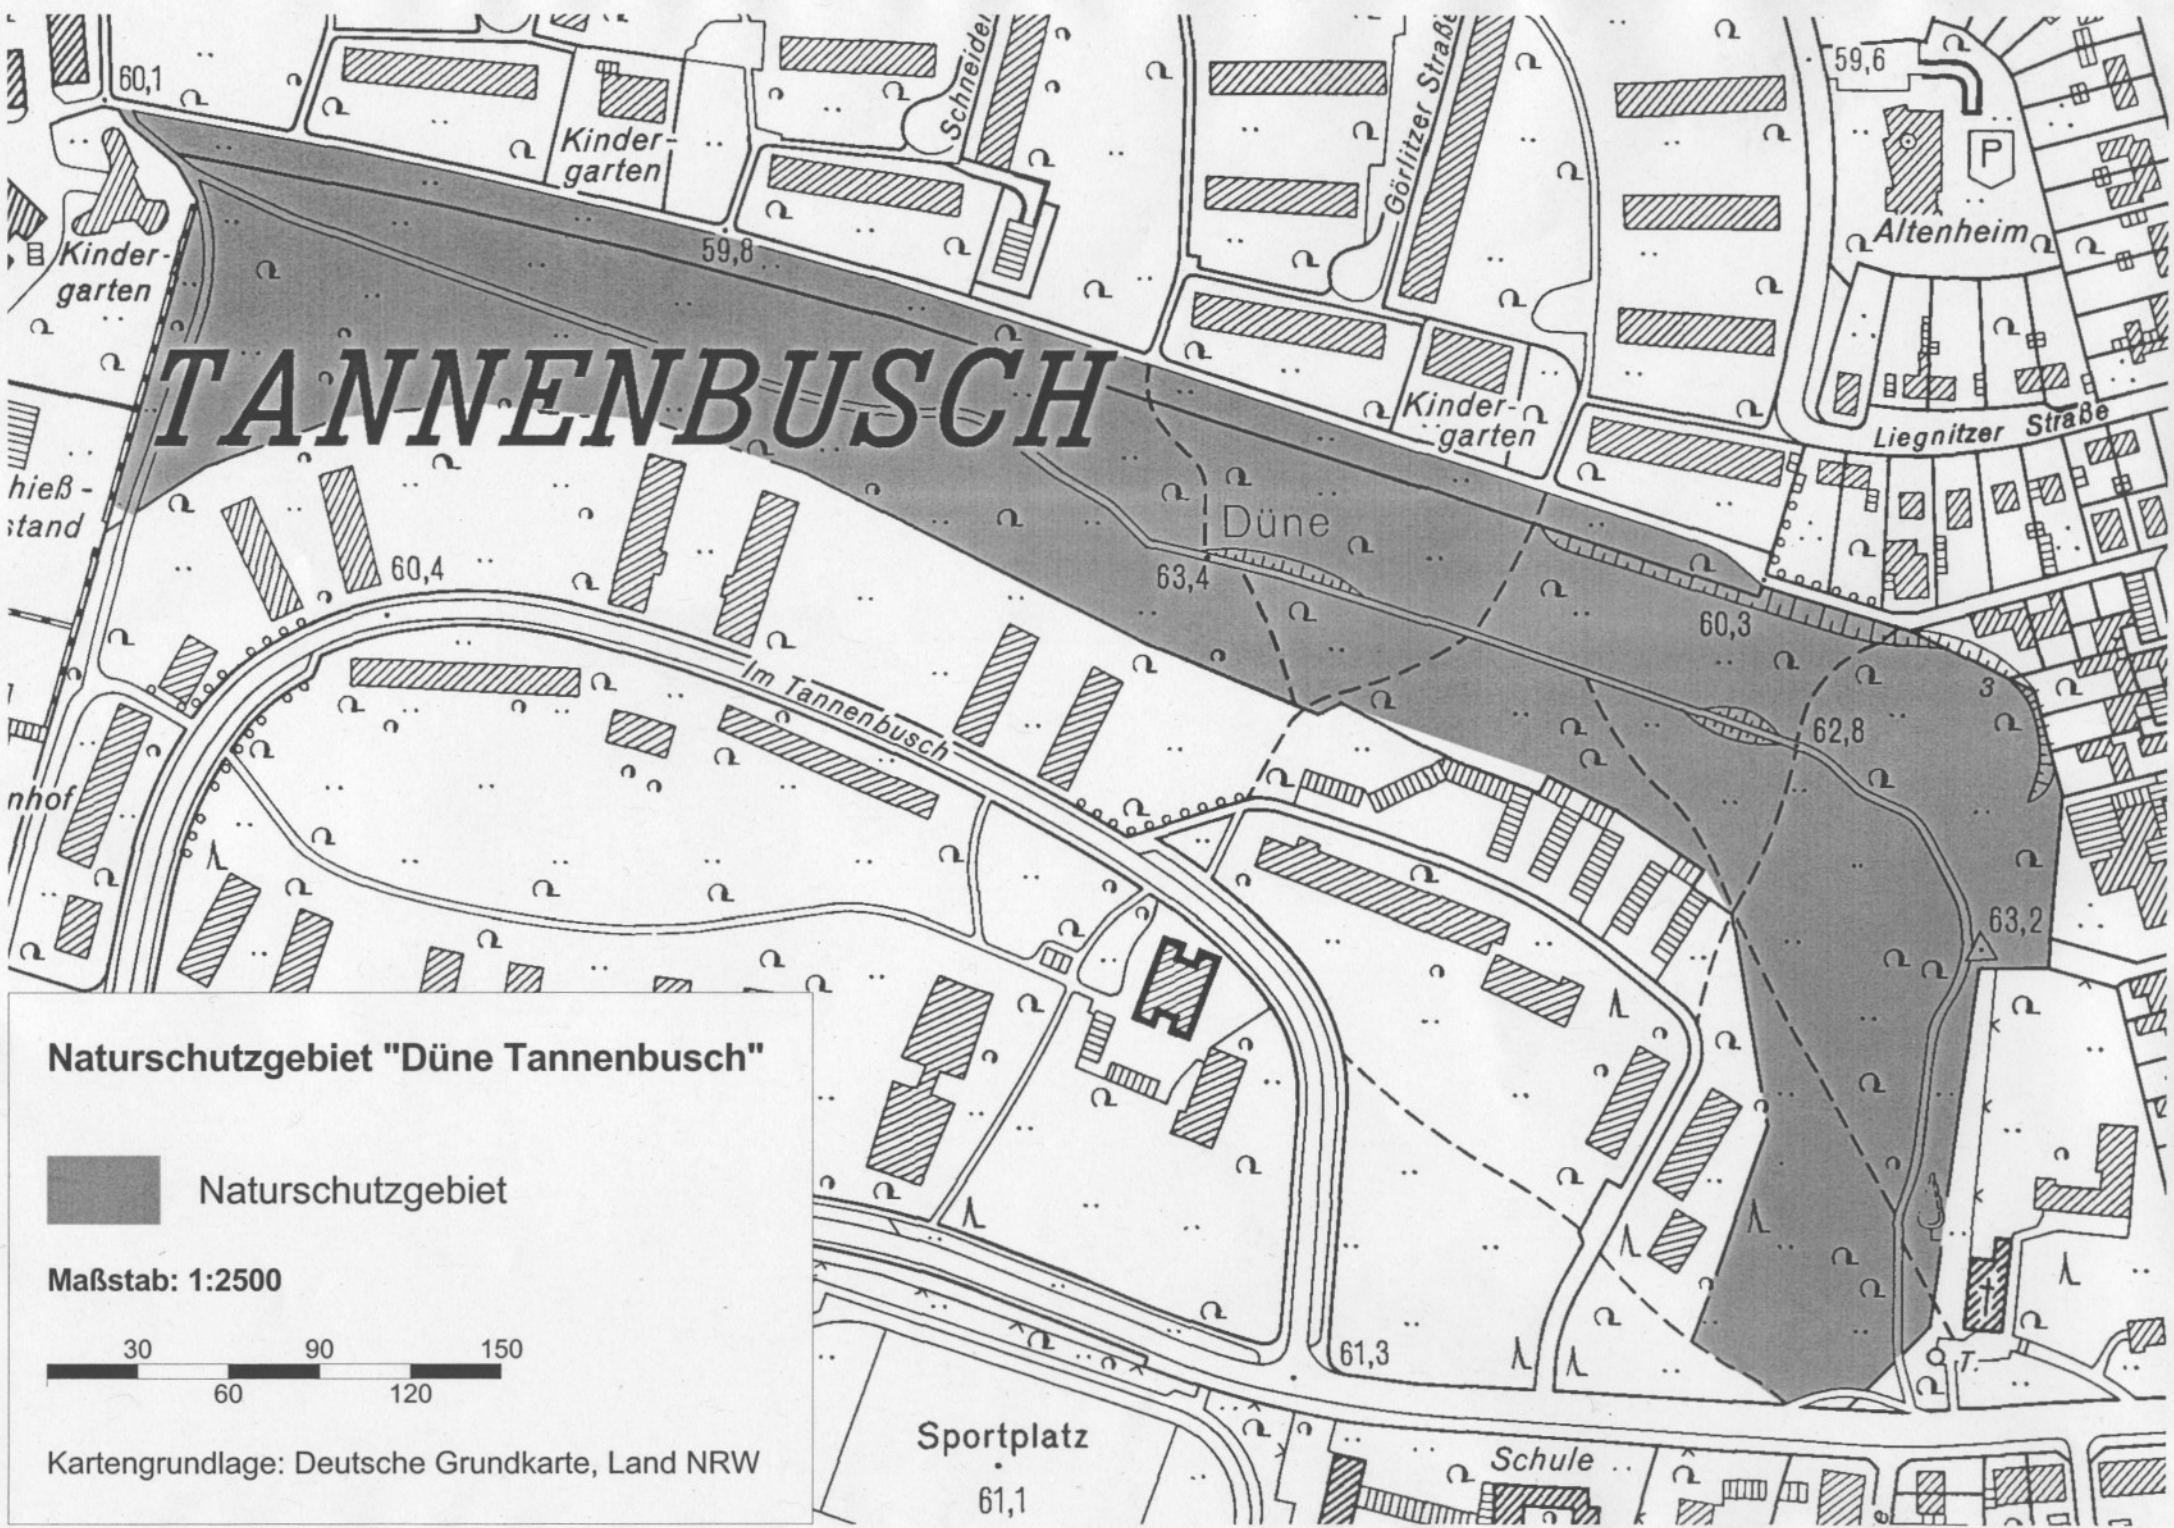 60,1
Schneider
Görlitzer Straße
59,6
P
Kinder-
garten
Altenheim
Kinder-
garten
59,8
TANNENBUSCH
Kinder-
garten
Liegnitzer Straße
hieß-
stand
Düne
63,4
60,4
60,3
3
Im Tannenbusch
62,8
nhof
63,2
61,3
T.
Sportplatz
61,1
Schule
Naturschutzgebiet "Düne Tannenbusch"
Naturschutzgebiet
Maßstab: 1:2500
30 90 150
60 120
Kartengrundlage: Deutsche Grundkarte, Land NRW